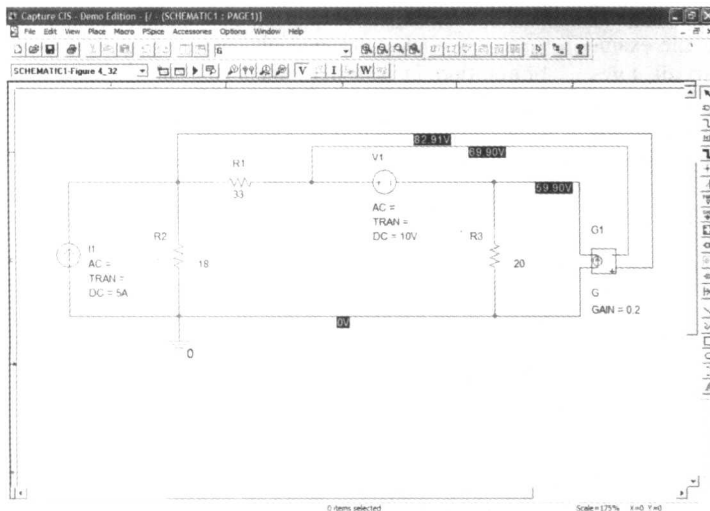 Capture CIS - Demo Edition - [/ - (SCHEMATIC1 : PAGE1)]
File Edit View Place Macro PSpice Accessories Options Window Help
G
SCHEMATIC1-Figure 4_32
V I W
82.91V
69.90V
R1
V1
33
59.90V
AC =
TRAN =
DC = 10V
G1
R2
R3
I1
AC =
TRAN =
DC = 5A
18
20
G
GAIN = 0.2
0V
0
0 items selected
Scale=175% X=0 Y=0